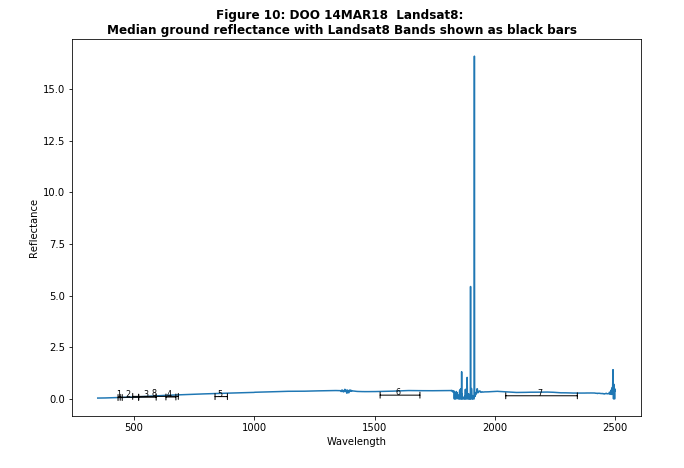 Figure 10: DOO 14MAR18 Landsat8:
Median ground reflectance with Landsat8 Bands shown as black bars
Reflectance
15.0
12.5
10.0
7.5
5.0
2.5
0.0
1 2 3 8 4 5 6 7
500 1000 1500 2000 2500
Wavelength